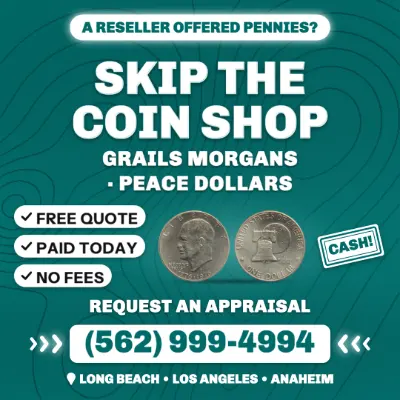 A RESELLER OFFERED PENNIES?
SKIP THE
COIN SHOP
GRAILS MORGANS
· PEACE DOLLARS
FREE QUOTE
PAID TODAY
NO FEES
CASH!
REQUEST AN APPRAISAL
(562) 999-4994
LONG BEACH • LOS ANGELES • ANAHEIM